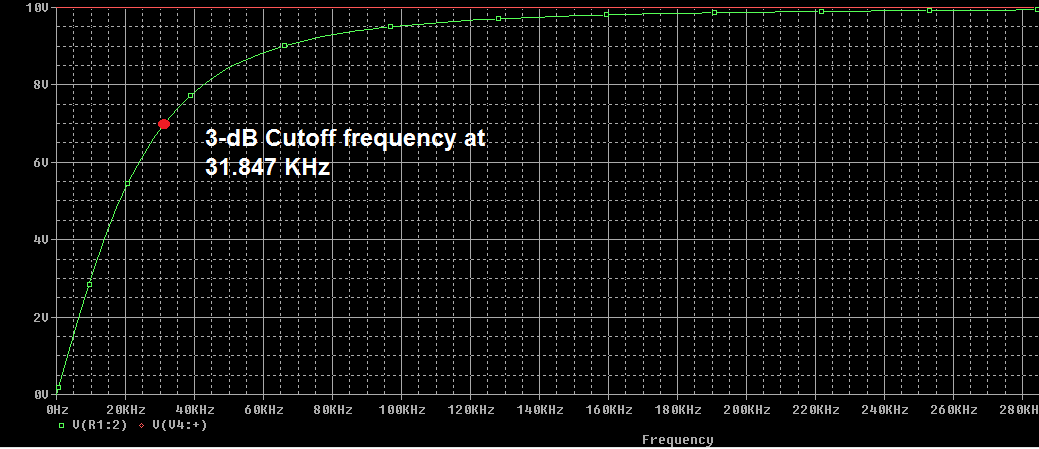 10V
8V
3-dB Cutoff frequency at
31.847 KHz
6V
4V
2V
0V
0Hz 20KHz 40KHz 60KHz 80KHz 100KHz 120KHz 140KHz 160KHz 180KHz 200KHz 220KHz 240KHz 260KHz 280KH
V(R1:2) V(V4:+)
Frequency